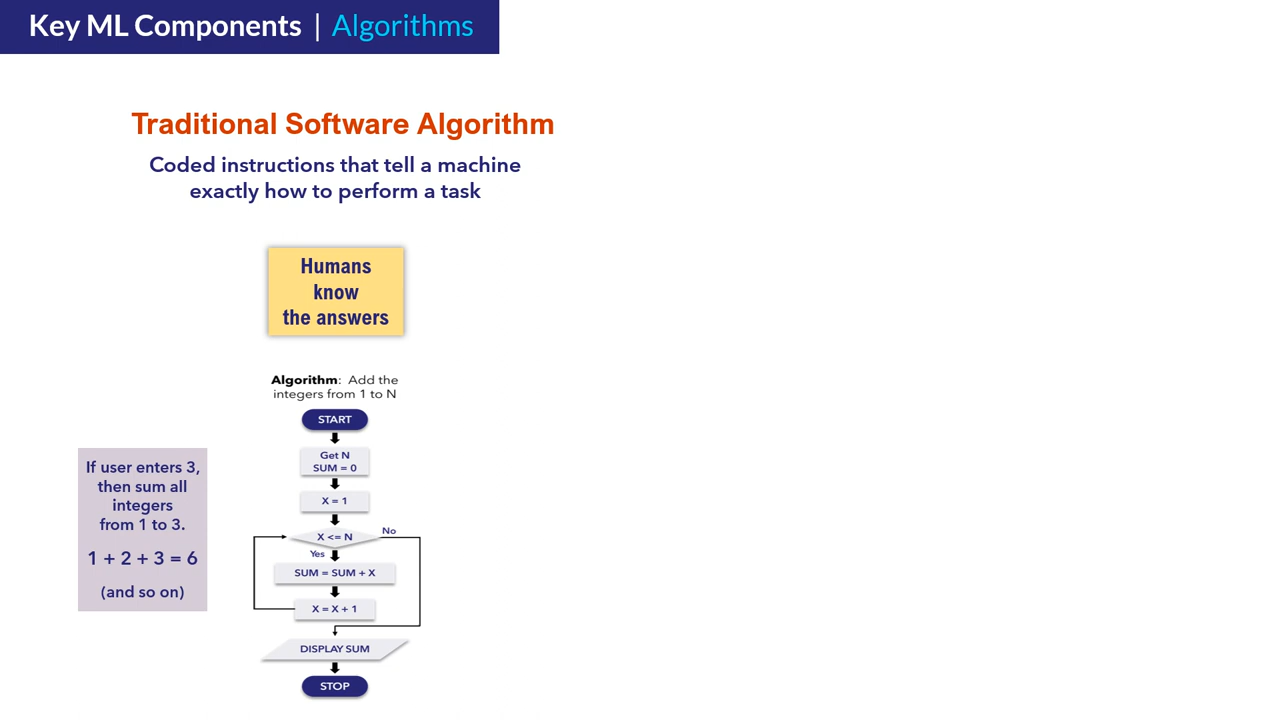 Key ML Components | Algorithms
Traditional Software Algorithm
Coded instructions that tell a machine
exactly how to perform a task
Humans
know
the answers
Algorithm: Add the
integers from 1 to N
START
Get N
SUM = 0
X = 1
X <= N
No
Yes
SUM = SUM + X
X = X + 1
DISPLAY SUM
STOP
If user enters 3,
then sum all
integers
from 1 to 3.
1 + 2 + 3 = 6
(and so on)